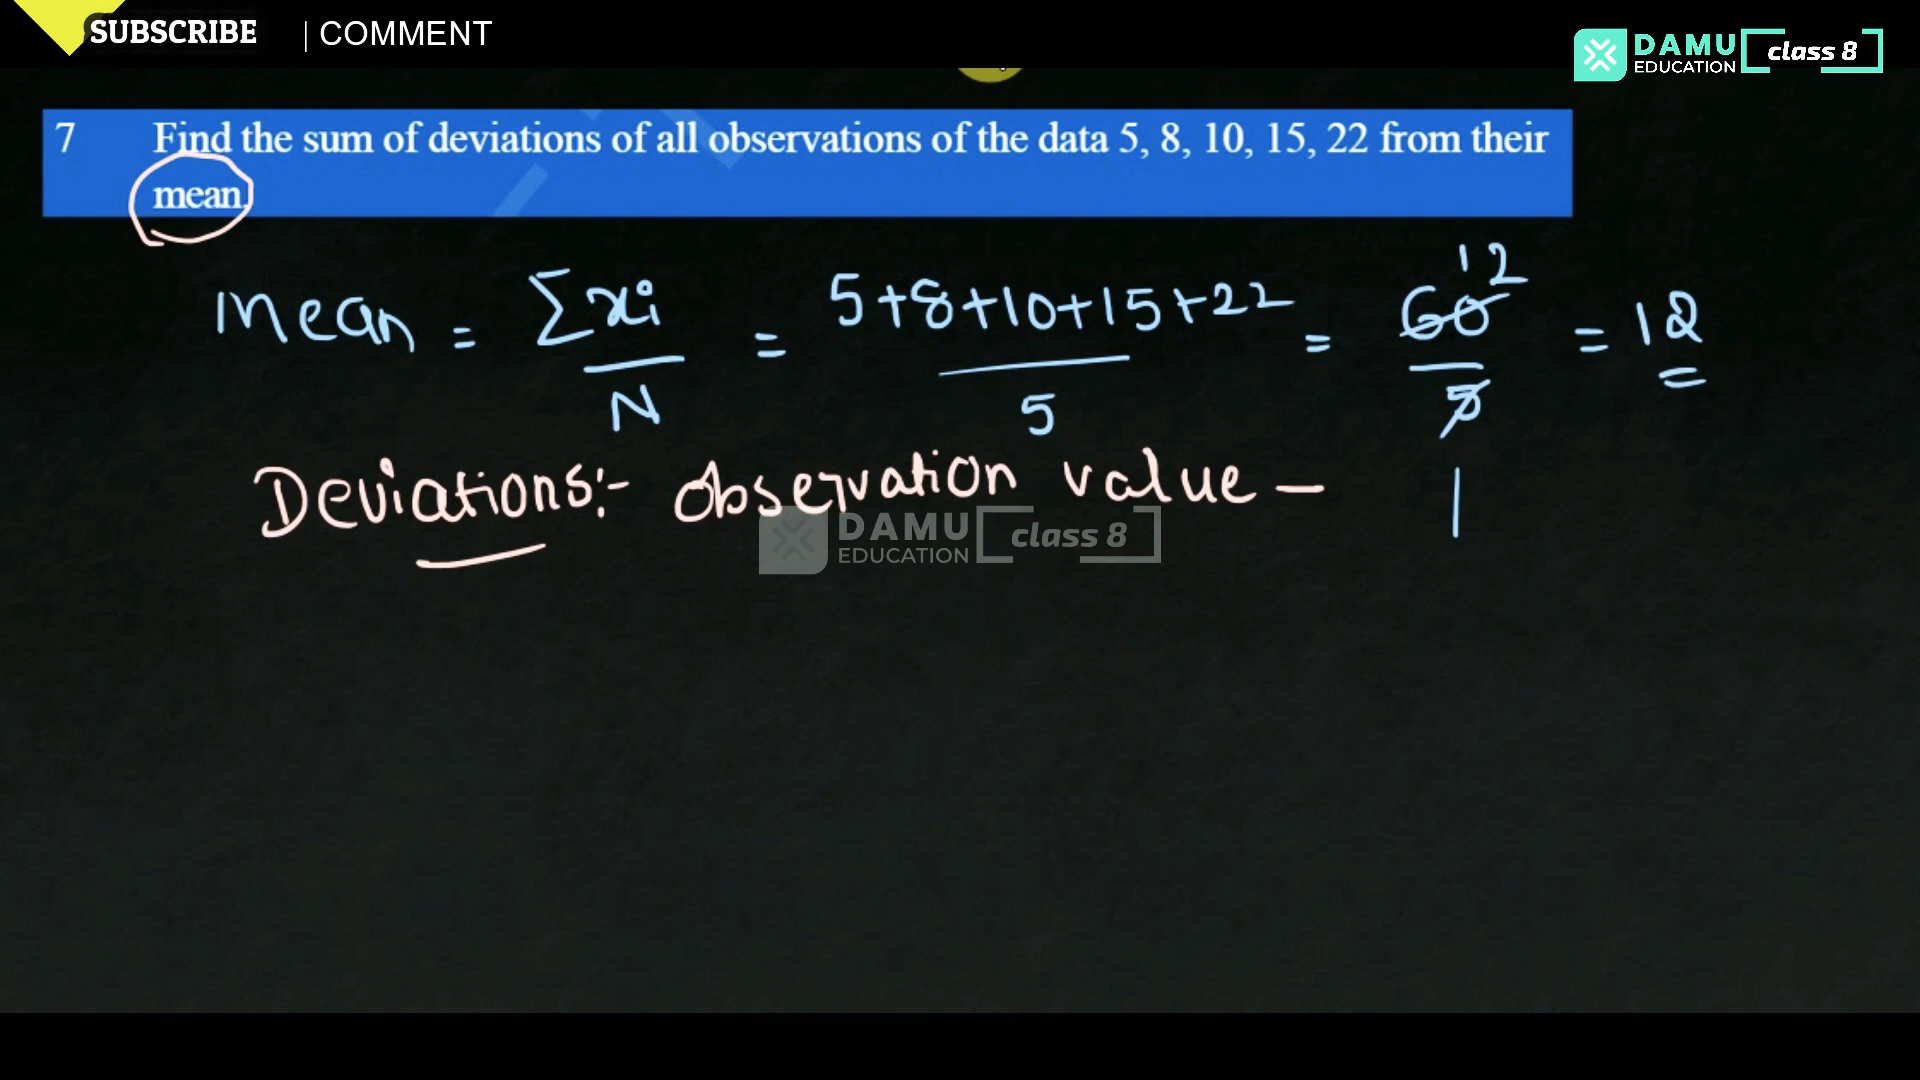 SUBSCRIBE | COMMENT
DAMU EDUCATION class 8
7 Find the sum of deviations of all observations of the data 5, 8, 10, 15, 22 from their
mean.
Mean = Σxi / N = 5+8+10+15+22 / 5 = 60 12 / 5 1 = 12
Deviations:- Observation value –
DAMU EDUCATION class 8